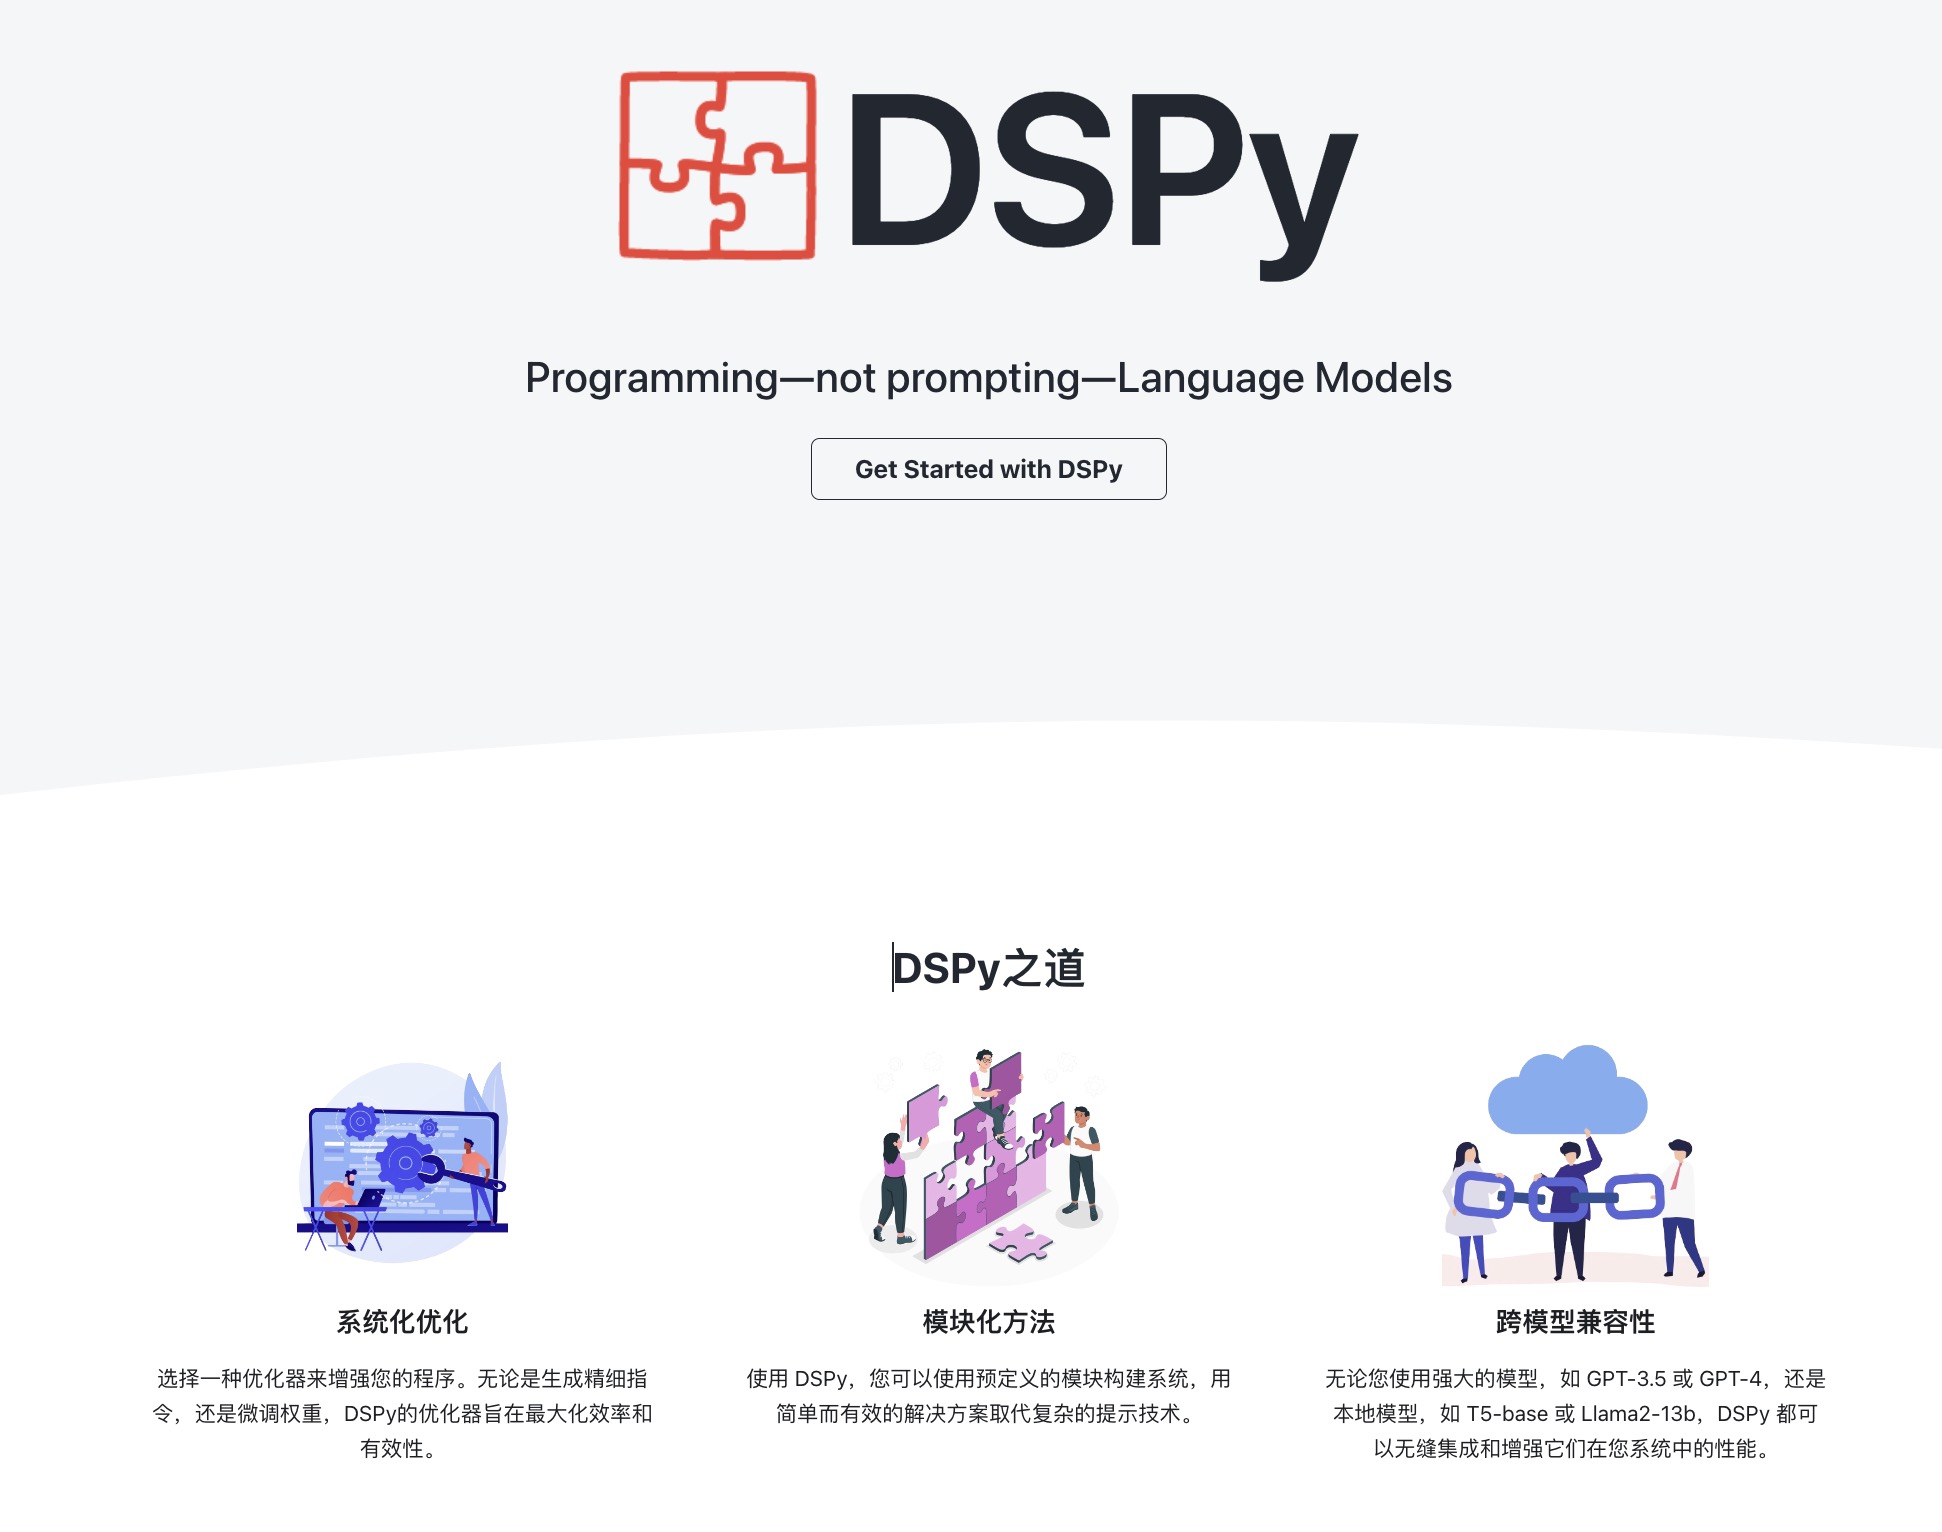 DSPy
Programming—not prompting—Language Models
Get Started with DSPy
DSPy之道
系统化优化
选择一种优化器来增强您的程序。无论是生成精细指
令，还是微调权重，DSPy的优化器旨在最大化效率和
有效性。
模块化方法
使用 DSPy，您可以使用预定义的模块构建系统，用
简单而有效的解决方案取代复杂的提示技术。
跨模型兼容性
无论您使用强大的模型，如 GPT-3.5 或 GPT-4，还是
本地模型，如 T5-base 或 Llama2-13b，DSPy 都可
以无缝集成和增强它们在您系统中的性能。